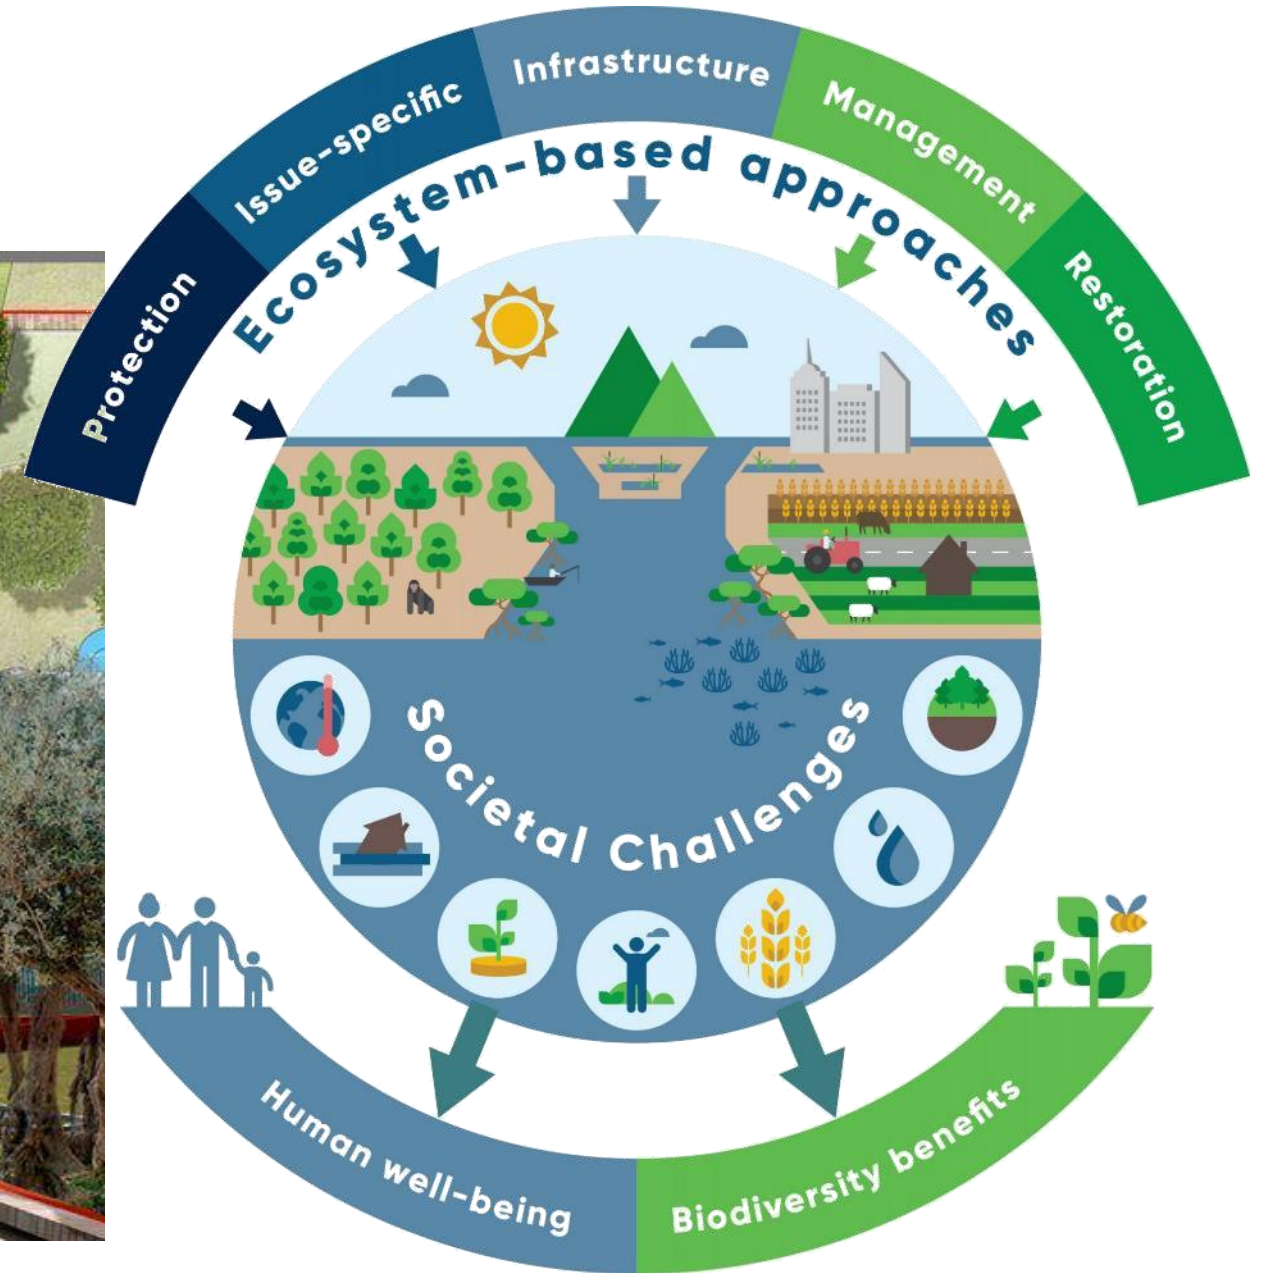 Protection
Issue-specific
Infrastructure
Management
Restoration
Ecosystem-based approaches
Societal Challenges
Human well-being
Biodiversity benefits